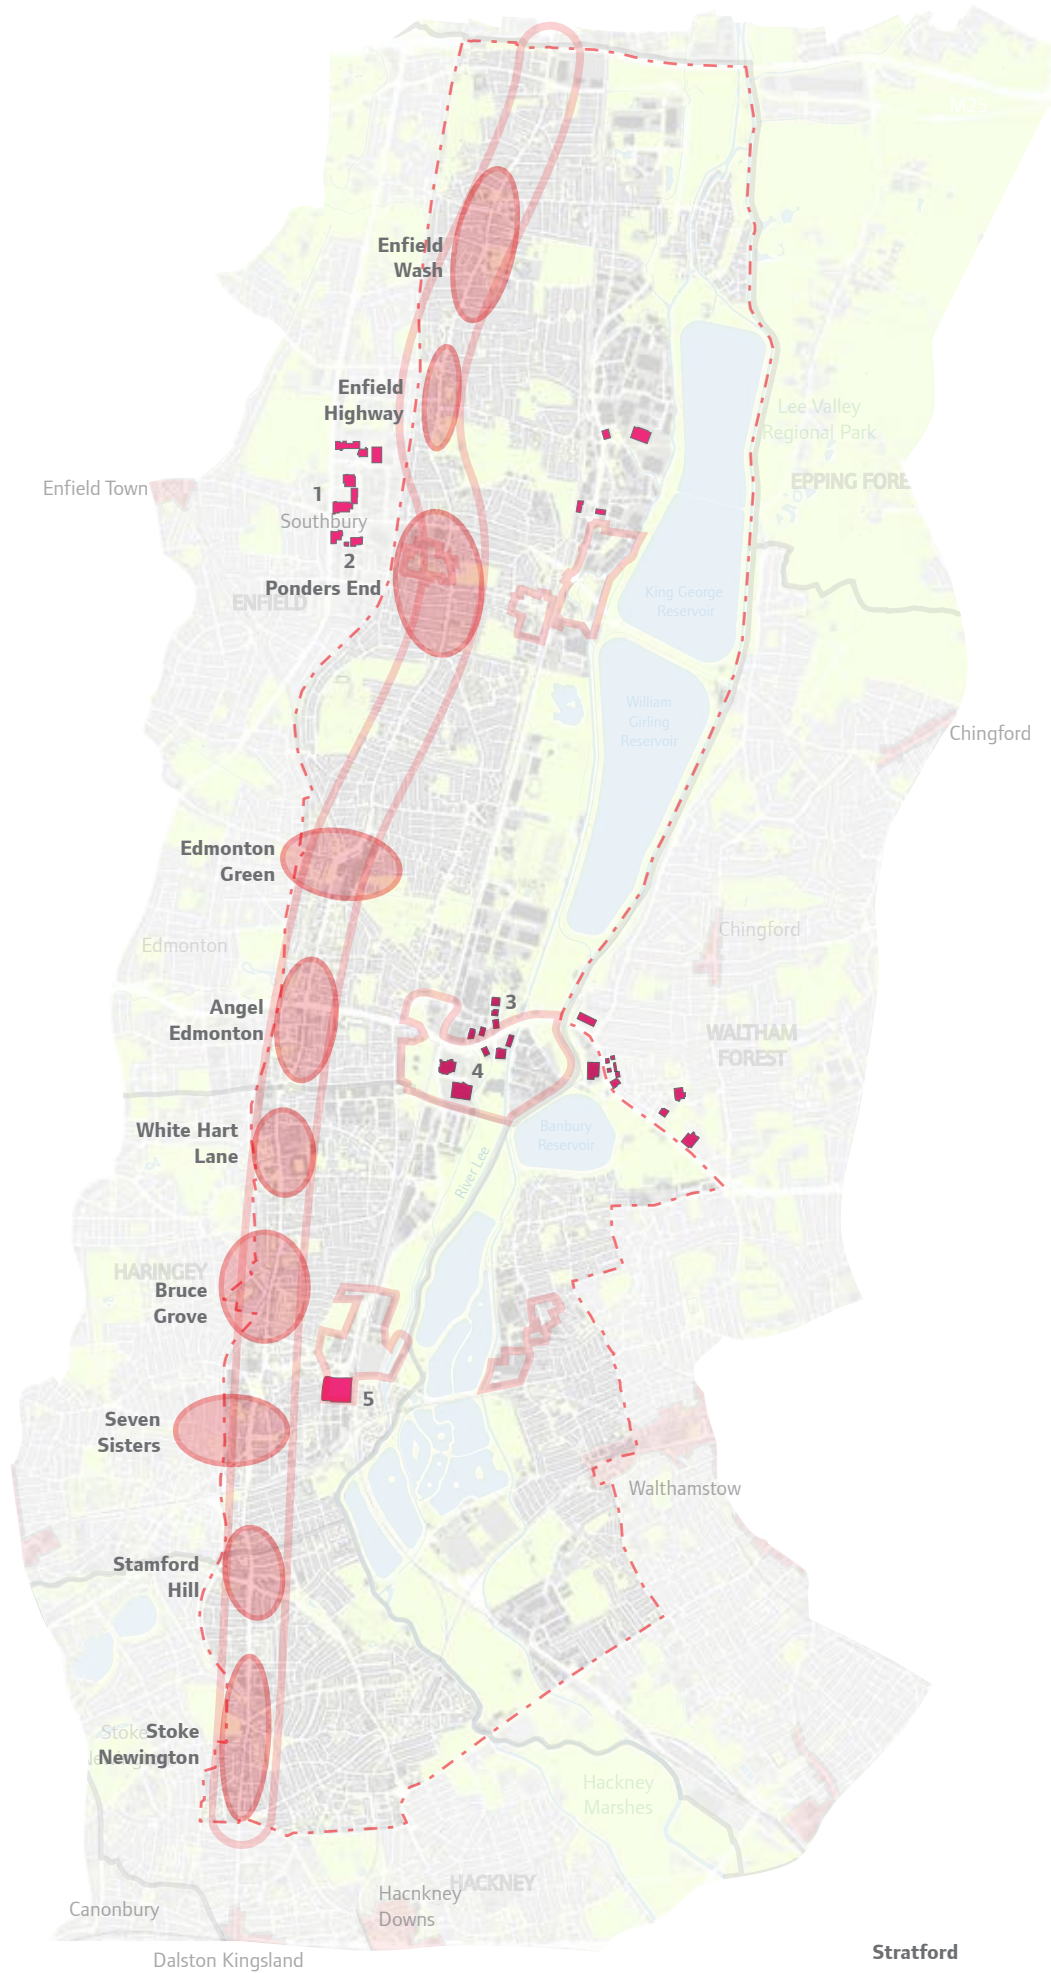 M25
Enfield
Wash
Enfield
Highway
Lee Valley
Regional Park
EPPING FORE
Enfield Town
1
Southbury
2
Ponders End
ENFIELD
King George
Reservoir
William
Girling
Reservoir
Chingford
Edmonton
Green
Chingford
Edmonton
Angel
Edmonton
3
WALTHAM
FOREST
4
White Hart
Lane
Banbury
Reservoir
River Lee
HARINGEY
Bruce
Grove
5
Seven
Sisters
Walthamstow
Stamford
Hill
Stoke
Stoke
Newington
Hackney
Marshes
HACKNEY
Hacnkney
Downs
Canonbury
Dalston Kingsland
Stratford